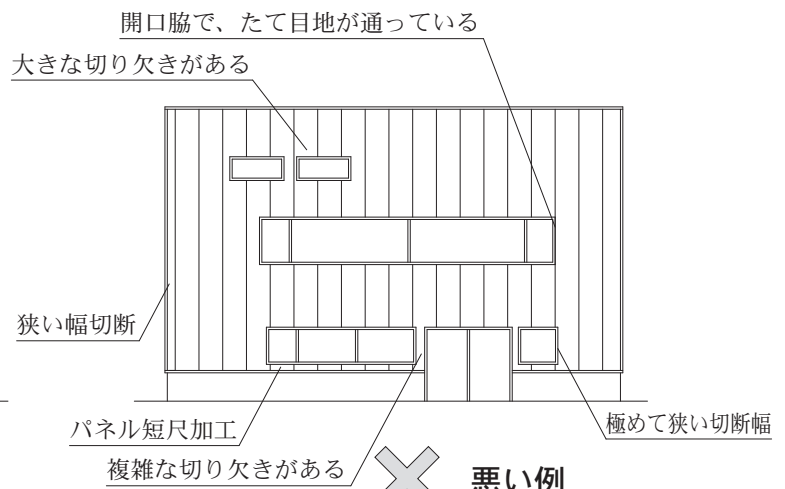 開口脇で、たて目地が通っている
大きな切り欠きがある
狭い幅切断
パネル短尺加工
極めて狭い切断幅
複雑な切り欠きがある
悪い例